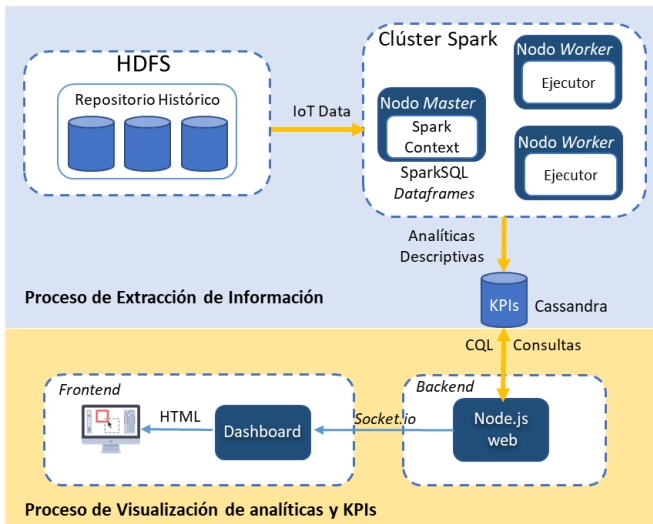 HDFS
Repositorio Histórico
IoT Data
Clúster Spark
Nodo Master
Spark
Context
SparkSQL
Dataframes
Nodo Worker
Ejecutor
Nodo Worker
Ejecutor
Analíticas
Descriptivas
Proceso de Extracción de Información
KPIs
Cassandra
CQL
Consultas
Frontend
HTML
Dashboard
Socket.io
Backend
Node.js
web
Proceso de Visualización de analíticas y KPIs